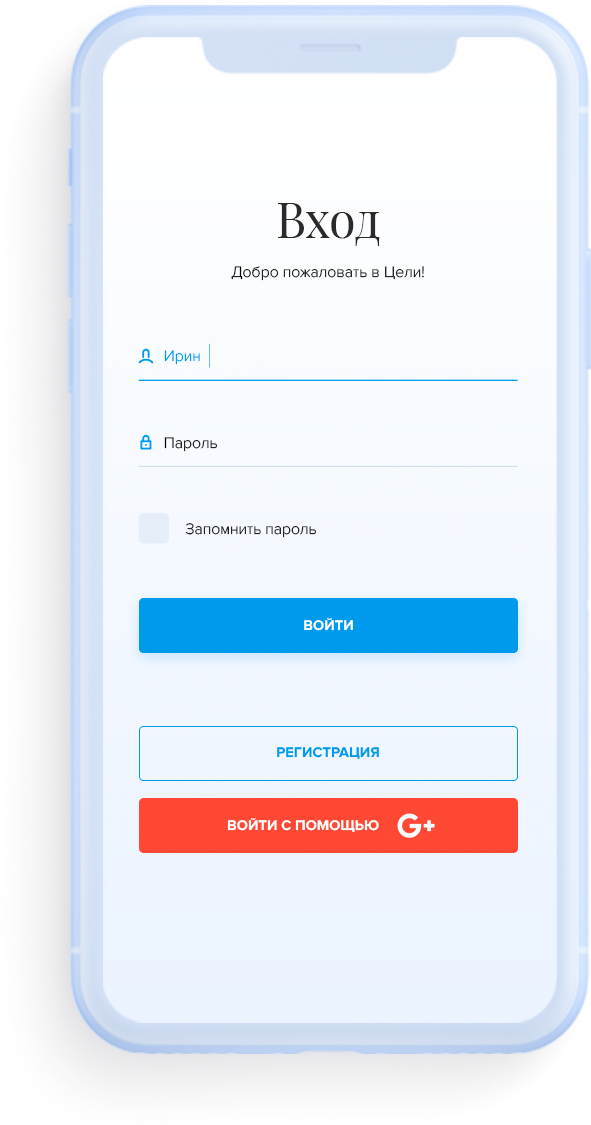 Вход
Добро пожаловать в Цели!
Ирин
Пароль
Запомнить пароль
ВОЙТИ
РЕГИСТРАЦИЯ
ВОЙТИ С ПОМОЩЬЮ G+